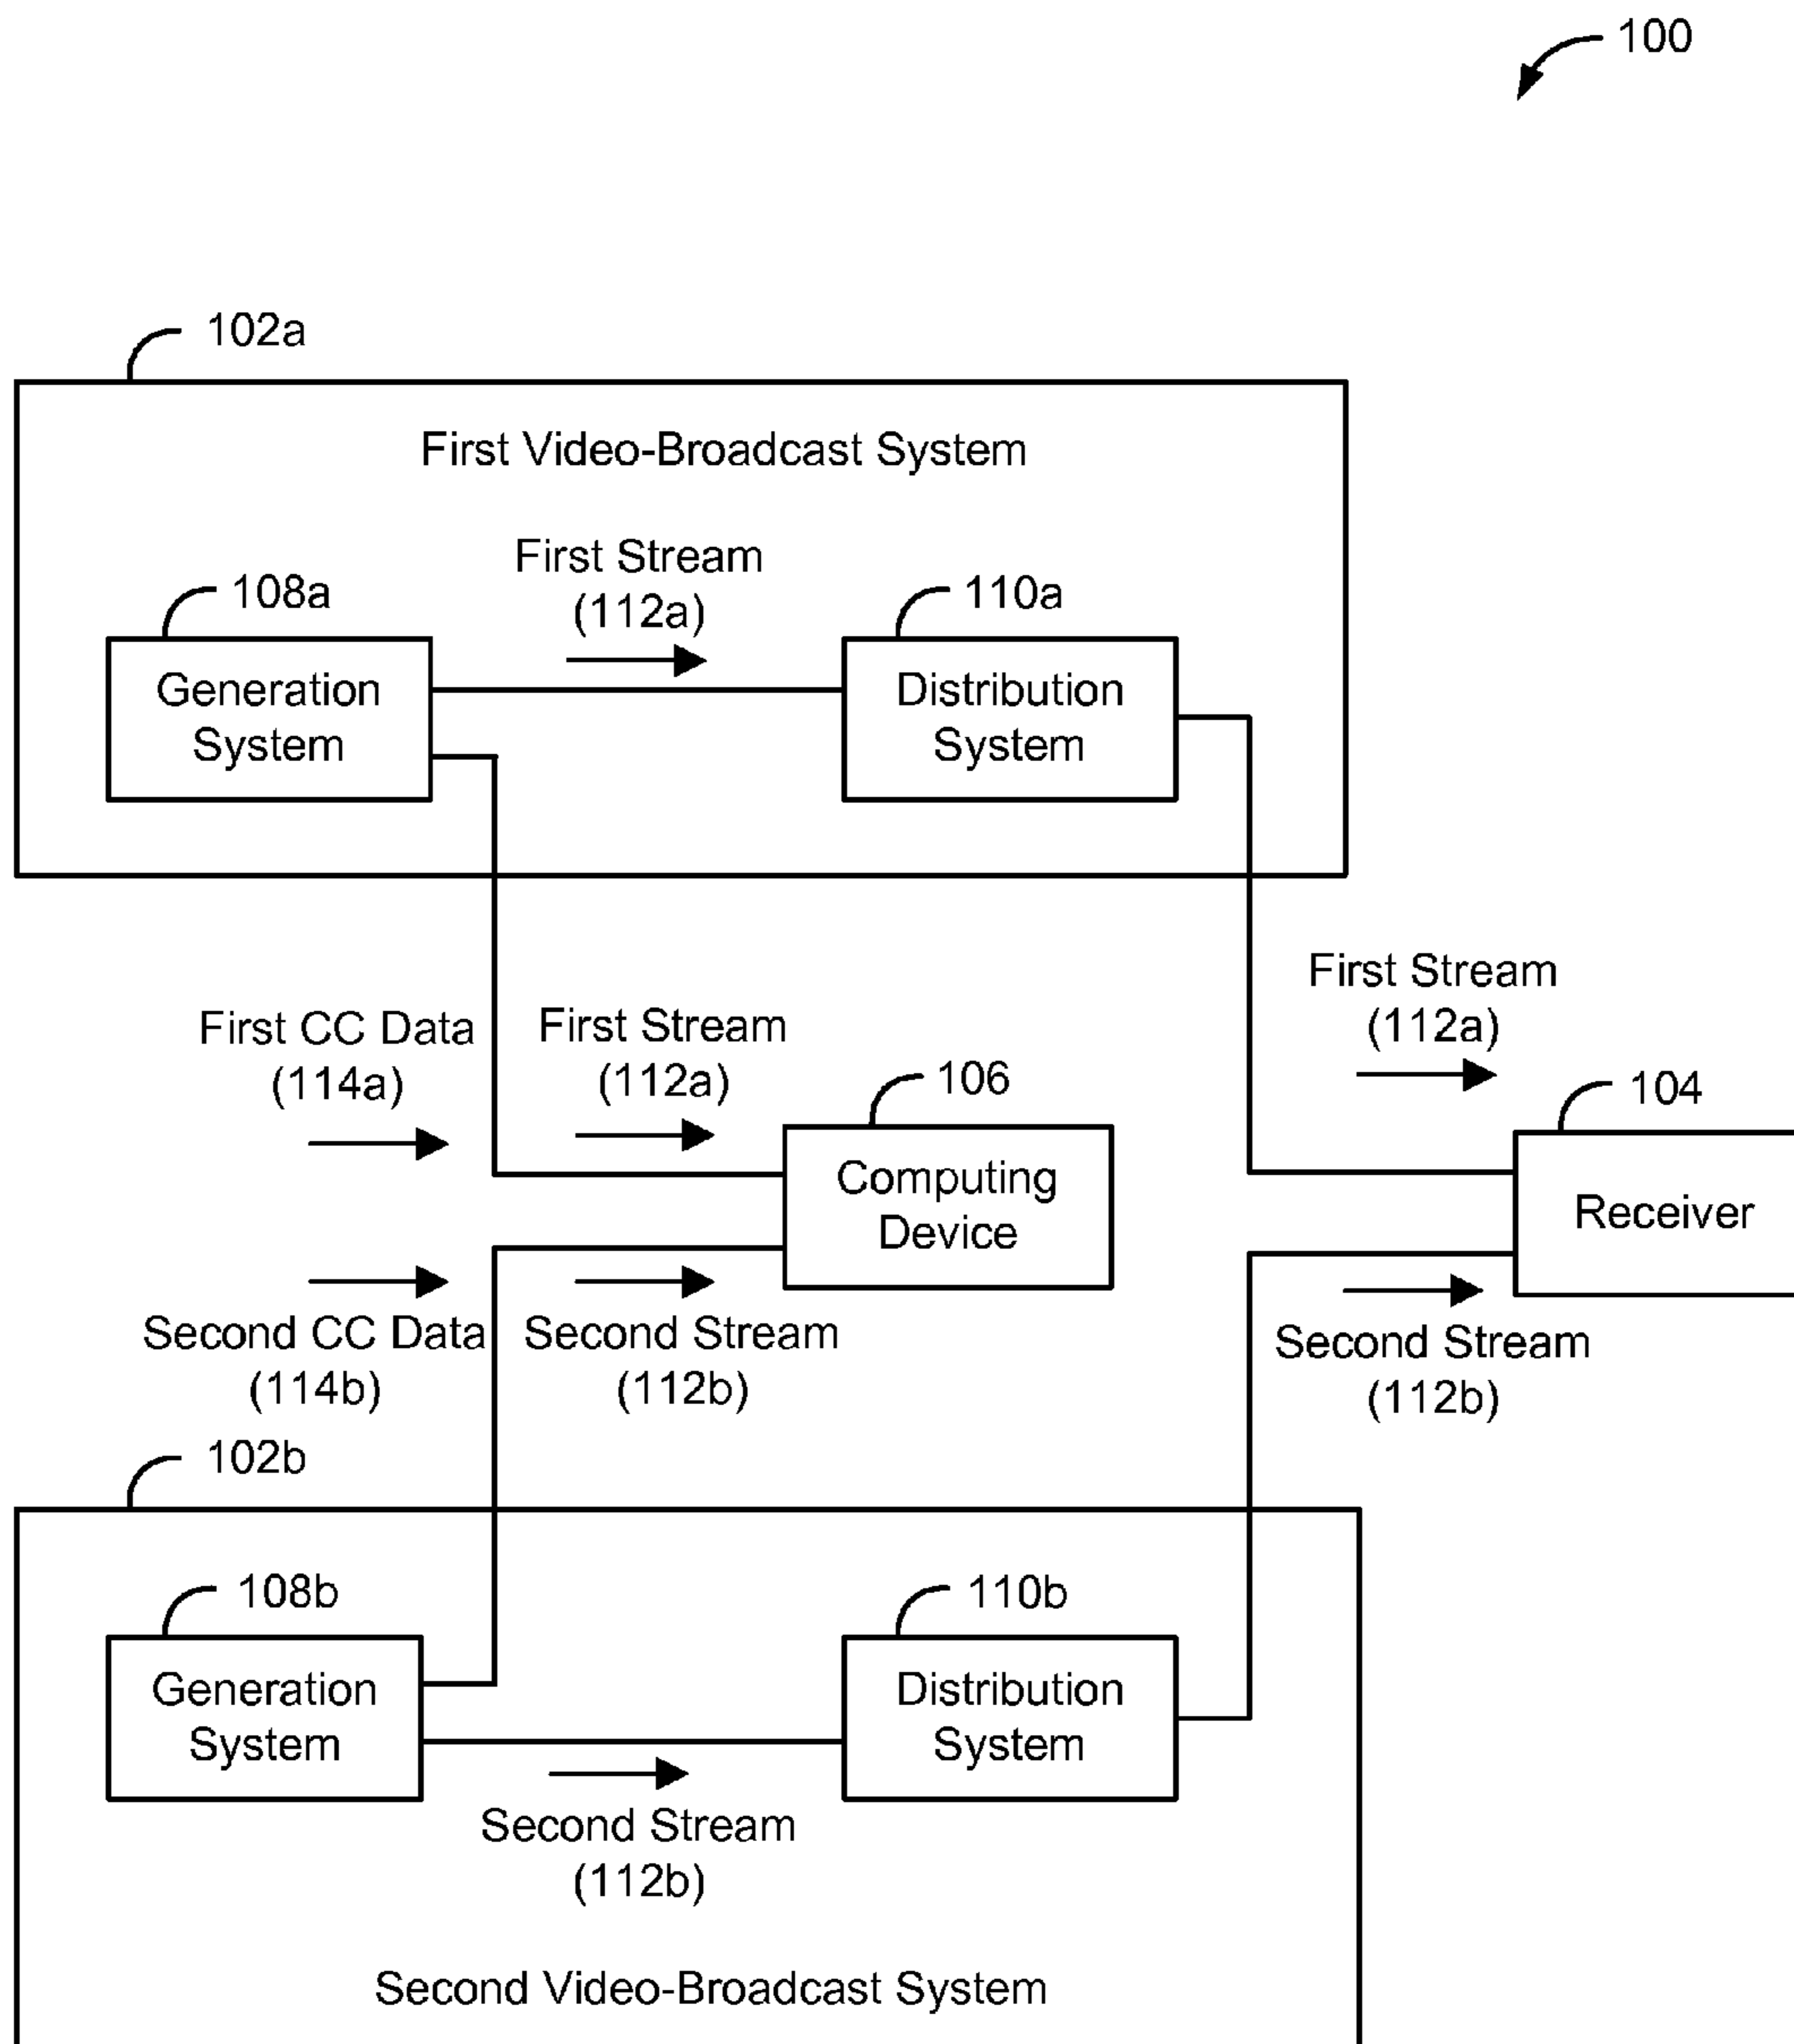 100
102a
First Video-Broadcast System
First Stream
(112a)
108a
110a
Generation
System
Distribution
System
First CC Data
(114a)
First Stream
(112a)
First Stream
(112a)
106
104
Computing
Device
Receiver
Second CC Data
(114b)
Second Stream
(112b)
Second Stream
(112b)
102b
108b
110b
Generation
System
Distribution
System
Second Stream
(112b)
Second Video-Broadcast System